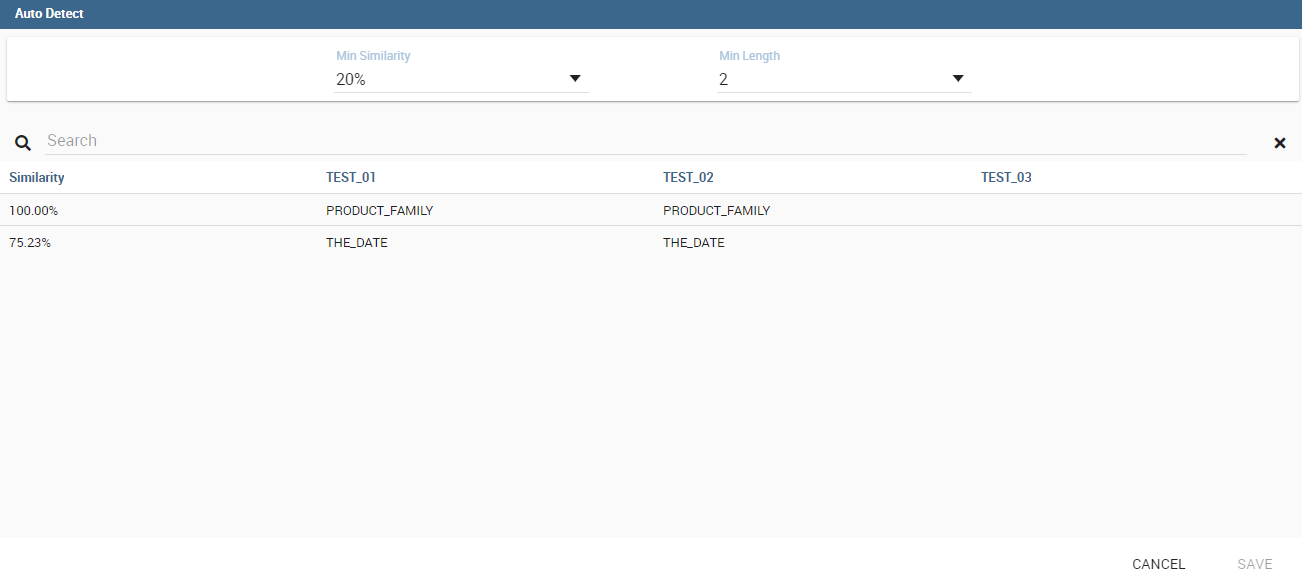 Auto Detect
Min Similarity Min Length
20% 2
Search
Similarity TEST_01 TEST_02 TEST_03
100.00% PRODUCT_FAMILY PRODUCT_FAMILY
75.23% THE_DATE THE_DATE
CANCEL SAVE